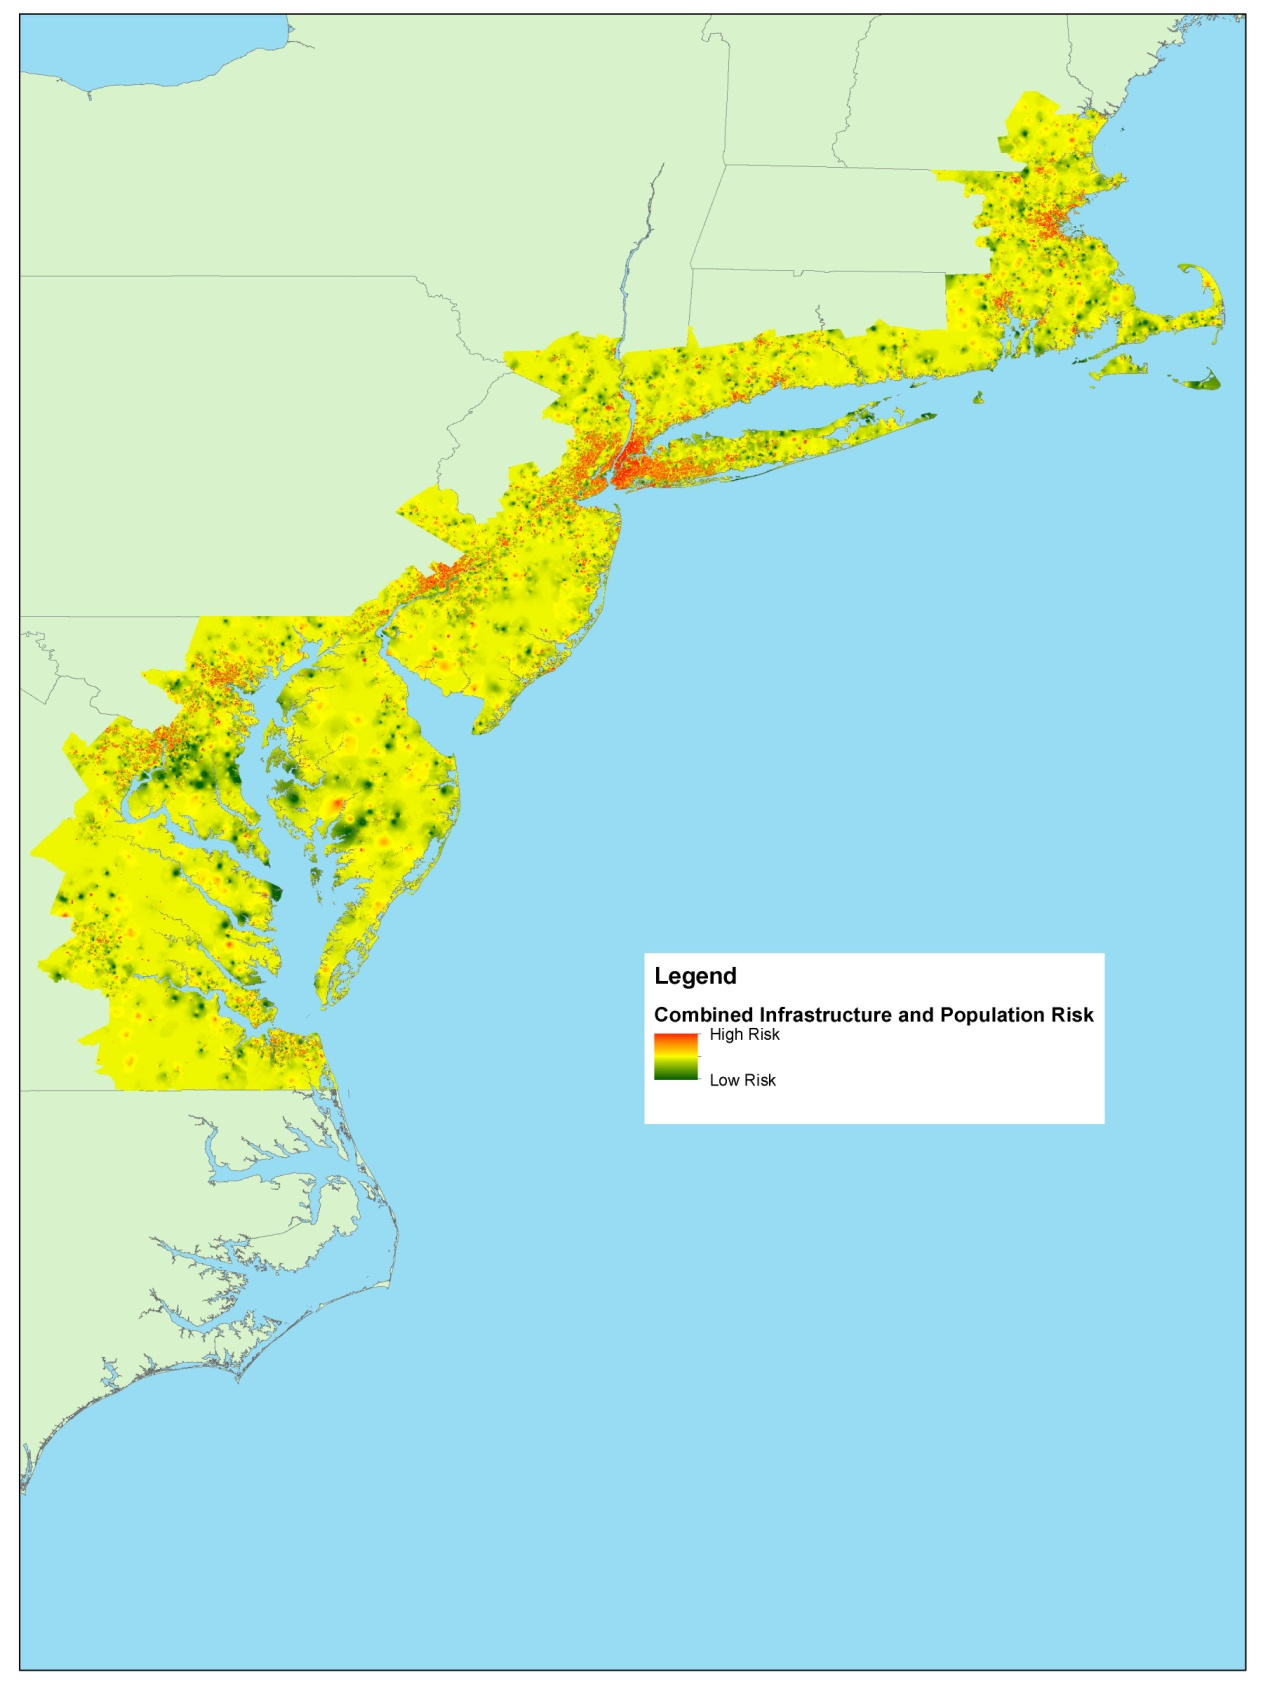 Legend
Combined Infrastructure and Population Risk
High Risk
Low Risk